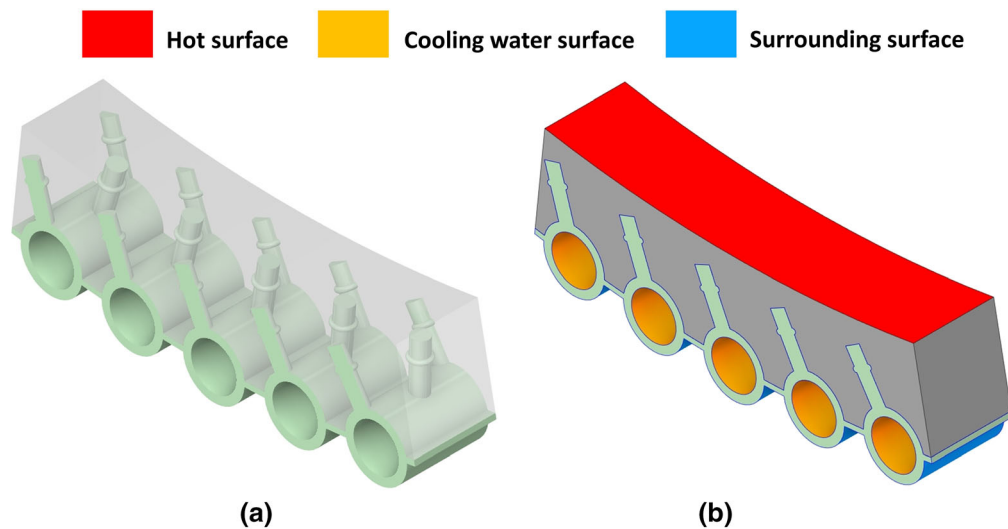 Hot surface
Cooling water surface
Surrounding surface
(a)
(b)